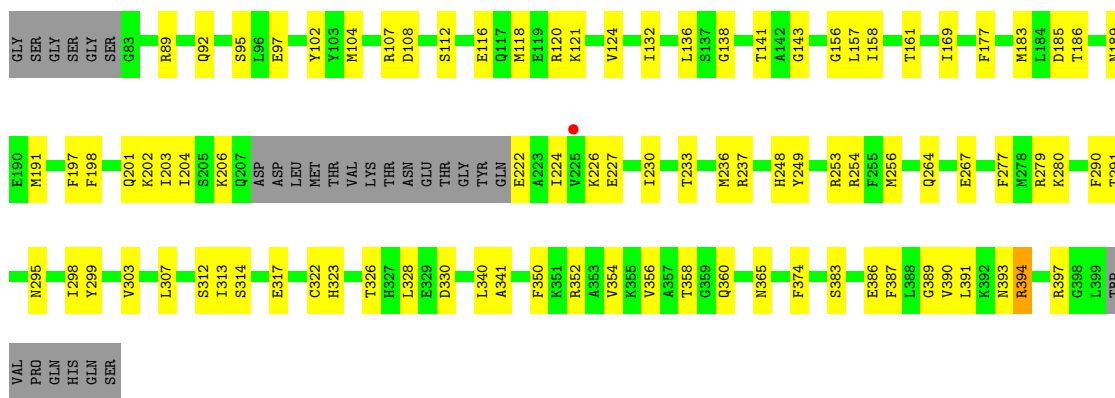 GLY SER GLY SER GLY SER G83 R89 Q92 S95 L96 E97 Y102 Y103 M104 R107 D108 S112 E116 Q117 M118 E119 R120 K121 V124 I132 L136 S137 G138 T141 A142 G143 G156 L157 I158 T161 I169 F177 M183 L184 D185 T186 N189
E190 M191 F197 F198 Q201 K202 I203 I204 S205 K206 Q207 ASP ASP LEU MET THR VAL LYS THR ASN GLU THR GLY TYR GLN E222 A223 I224 V225 K226 E227 I230 T233 M236 R237 H248 Y249 R253 R254 F255 M256 Q264 E267 F277 M278 R279 K280 F290 T291
N295 I298 Y299 V303 L307 S312 I313 S314 E317 C322 H323 T326 H327 L328 E329 D330 L340 A341 F350 K351 R352 A353 V354 K355 V356 A357 T358 G359 Q360 N365 F374 S383 E386 F387 L388 G389 V390 L391 K392 N393 R394 R397 G398 L399 TRP
VAL PRO GLN HIS GLN SER